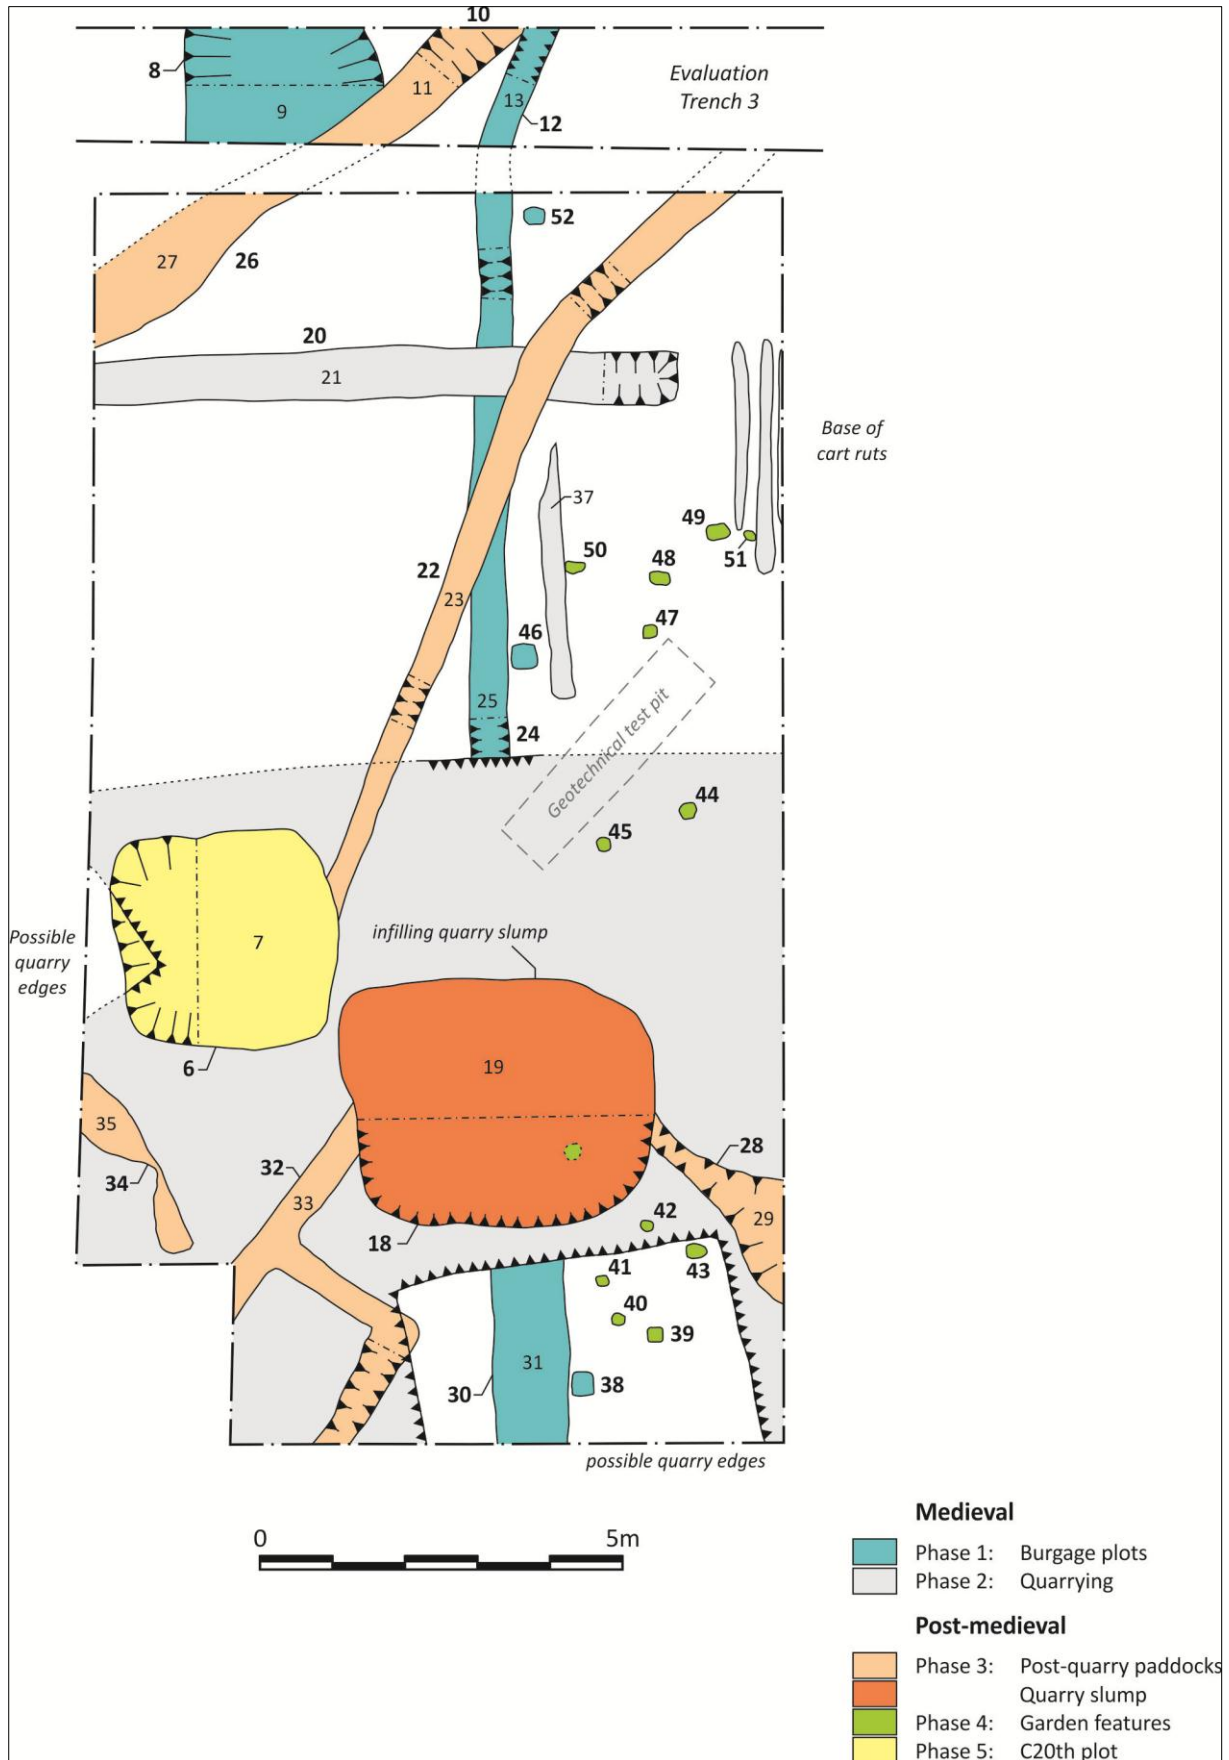 10
8
11
Evaluation
Trench 3
9
13
12
52
27
26
20
21
Base of
cart ruts
37
49
50
48
51
22
23
47
46
25
24
Geotechnical test pit
44
45
infilling quarry slump
Possible
quarry
edges
7
6
19
35
28
32
34
33
29
42
18
43
41
40
39
31
38
30
possible quarry edges
0 5m
Medieval
Phase 1: Burgage plots
Phase 2: Quarrying
Post-medieval
Phase 3: Post-quarry paddocks
Quarry slump
Phase 4: Garden features
Phase 5: C20th plot